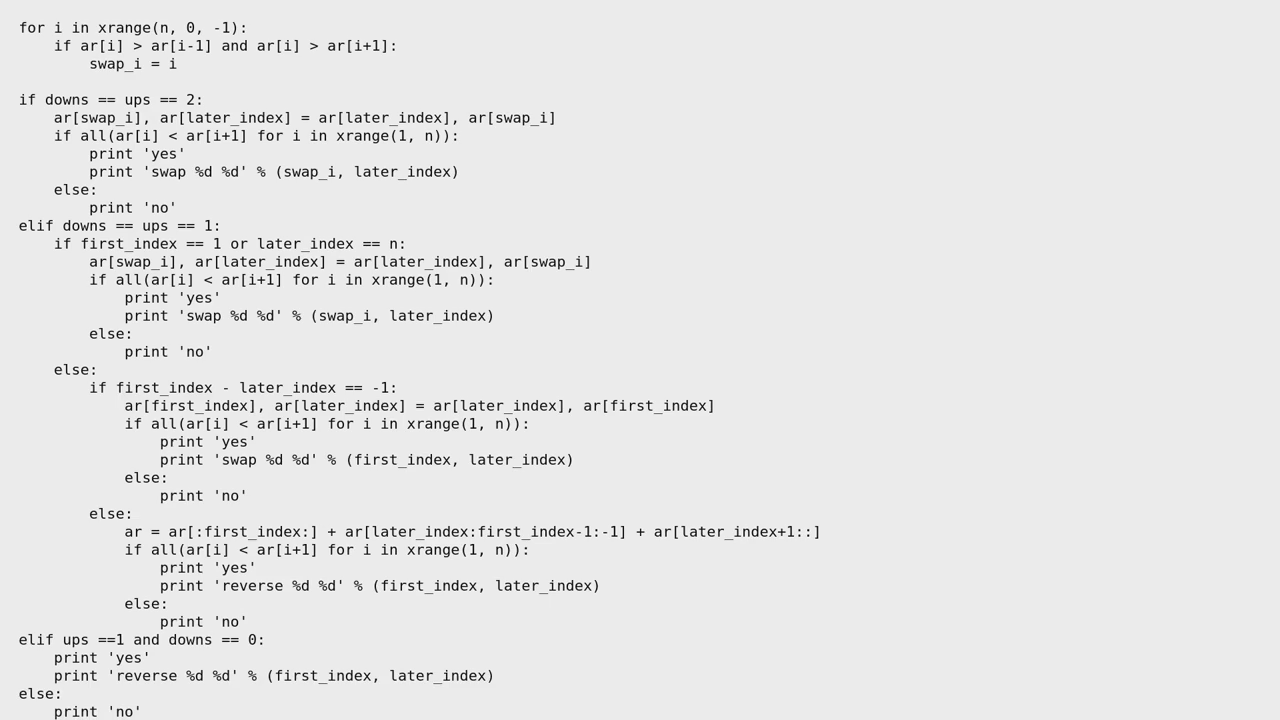 for i in xrange(n, 0, -1):
    if ar[i] > ar[i-1] and ar[i] > ar[i+1]:
        swap_i = i

if downs == ups == 2:
    ar[swap_i], ar[later_index] = ar[later_index], ar[swap_i]
    if all(ar[i] < ar[i+1] for i in xrange(1, n)):
        print 'yes'
        print 'swap %d %d' % (swap_i, later_index)
    else:
        print 'no'
elif downs == ups == 1:
    if first_index == 1 or later_index == n:
        ar[swap_i], ar[later_index] = ar[later_index], ar[swap_i]
        if all(ar[i] < ar[i+1] for i in xrange(1, n)):
            print 'yes'
            print 'swap %d %d' % (swap_i, later_index)
        else:
            print 'no'
    else:
        if first_index - later_index == -1:
            ar[first_index], ar[later_index] = ar[later_index], ar[first_index]
            if all(ar[i] < ar[i+1] for i in xrange(1, n)):
                print 'yes'
                print 'swap %d %d' % (first_index, later_index)
            else:
                print 'no'
        else:
            ar = ar[:first_index:] + ar[later_index:first_index-1:-1] + ar[later_index+1::]
            if all(ar[i] < ar[i+1] for i in xrange(1, n)):
                print 'yes'
                print 'reverse %d %d' % (first_index, later_index)
            else:
                print 'no'
elif ups ==1 and downs == 0:
    print 'yes'
    print 'reverse %d %d' % (first_index, later_index)
else:
    print 'no'